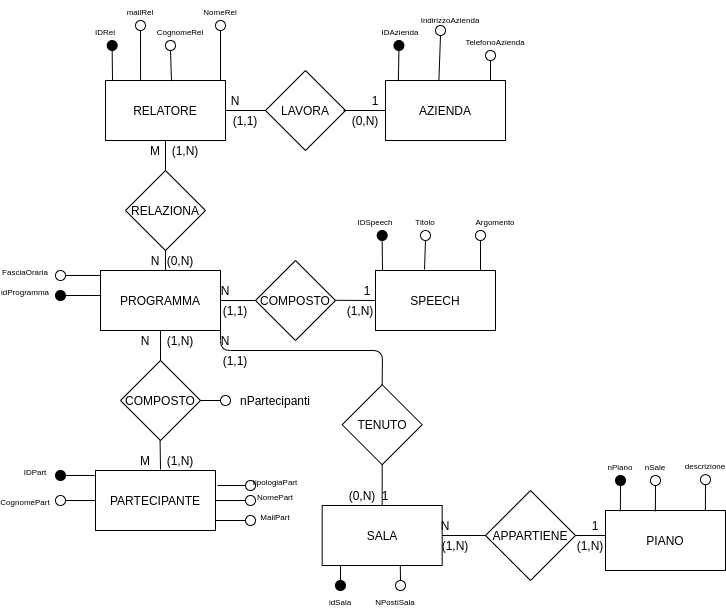 mailRel
NomeRel
IDRel
CognomeRel
IDAzienda
IndirizzoAzienda
TelefonoAzienda
RELATORE
N
(1,1)
LAVORA
1
(0,N)
AZIENDA
M
(1,N)
RELAZIONA
N
(0,N)
IDSpeech
Titolo
Argomento
FasciaOraria
idProgramma
PROGRAMMA
N
(1,1)
COMPOSTO
1
(1,N)
SPEECH
N
(1,N)
N
(1,1)
COMPOSTO
nPartecipanti
TENUTO
M
(1,N)
IDPart
CognomePart
PARTECIPANTE
tipologiaPart
NomePart
MailPart
(0,N)
1
nPiano
nSale
descrizione
SALA
N
(1,N)
APPARTIENE
1
(1,N)
PIANO
idSala
NPostiSala